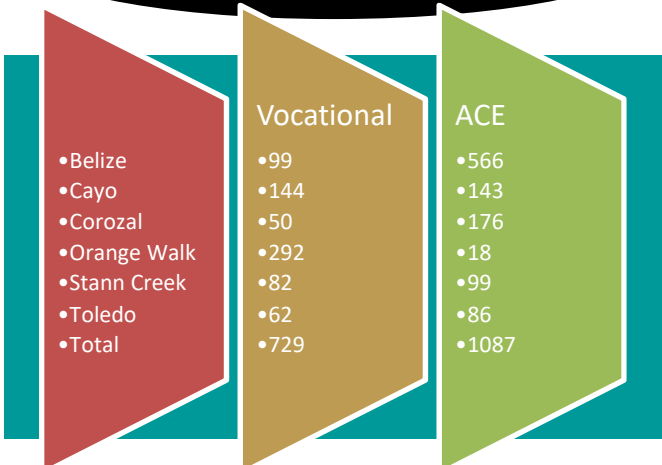 •Belize
•Cayo
•Corozal
•Orange Walk
•Stann Creek
•Toledo
•Total
Vocational
•99
•144
•50
•292
•82
•62
•729
ACE
•566
•143
•176
•18
•99
•86
•1087